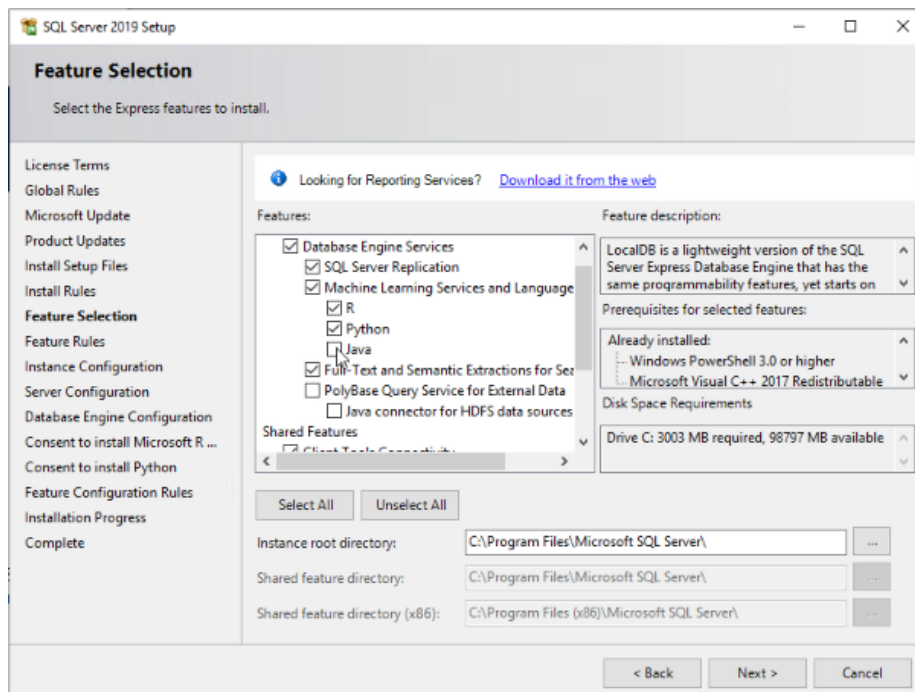 SQL Server 2019 Setup
Feature Selection
Select the Express features to install.
License Terms
Global Rules
Microsoft Update
Product Updates
Install Setup Files
Install Rules
Feature Selection
Feature Rules
Instance Configuration
Server Configuration
Database Engine Configuration
Consent to install Microsoft R ...
Consent to install Python
Feature Configuration Rules
Installation Progress
Complete
Looking for Reporting Services? Download it from the web
Features:
Database Engine Services
SQL Server Replication
Machine Learning Services and Language
R
Python
Java
Full-Text and Semantic Extractions for Sea
PolyBase Query Service for External Data
Java connector for HDFS data sources
Shared Features
Client Tools Connectivity
Feature description:
LocalDB is a lightweight version of the SQL
Server Express Database Engine that has the
same programmability features, yet starts on
Prerequisites for selected features:
Already installed:
Windows PowerShell 3.0 or higher
Microsoft Visual C++ 2017 Redistributable
Disk Space Requirements
Drive C: 3003 MB required, 98797 MB available
Select All
Unselect All
Instance root directory: C:\Program Files\Microsoft SQL Server\ ...
Shared feature directory: C:\Program Files\Microsoft SQL Server\ ...
Shared feature directory (x86): C:\Program Files (x86)\Microsoft SQL Server\ ...
< Back
Next >
Cancel